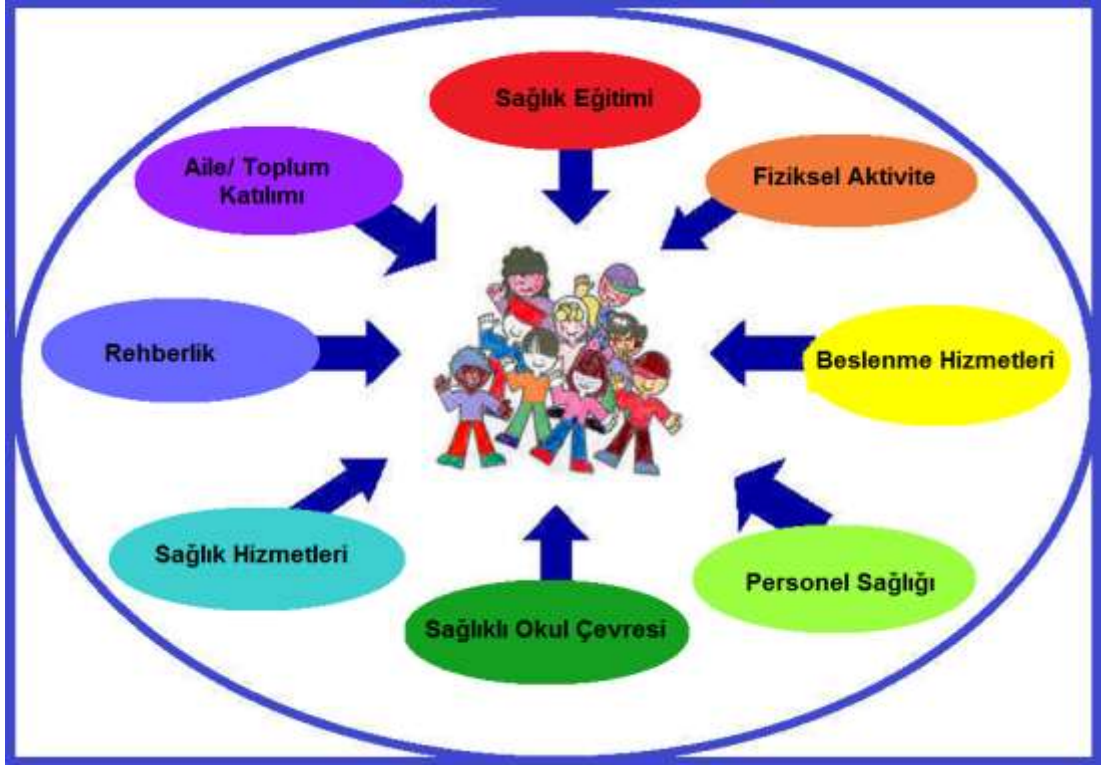 Sağlık Eğitimi
Aile/ Toplum
Katılımı
Fiziksel Aktivite
Rehberlik
Beslenme Hizmetleri
Sağlık Hizmetleri
Personel Sağlığı
Sağlıklı Okul Çevresi